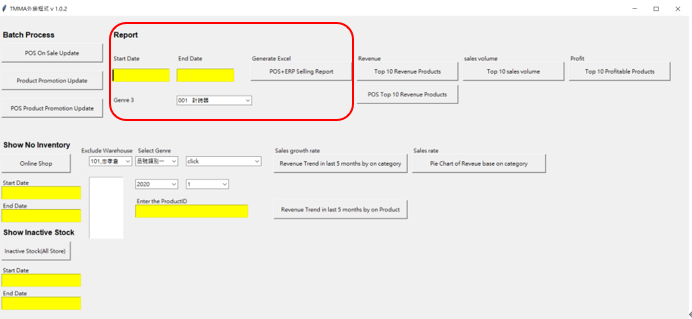 TMMA外接程式 v 1.0.2
Batch Process
POS On Sale Update
Product Promotion Update
POS Product Promotion Update
Report
Start Date End Date Generate Excel
POS+ERP Selling Report
Genre 3 001 計時器
Revenue
Top 10 Revenue Products
POS Top 10 Revenue Products
sales volume
Top 10 sales volume
Profit
Top 10 Profitable Products
Show No Inventory
Online Shop
Start Date
End Date
Exclude Warehouse Select Genre
101,忠孝倉 品號類別一 click
2020 1
Enter the ProductID
Sales growth rate
Revenue Trend in last 5 months by on category
Revenue Trend in last 5 months by on Product
Sales rate
Pie Chart of Reveue base on category
Show Inactive Stock
Inactive Stock(All Store)
Start Date
End Date